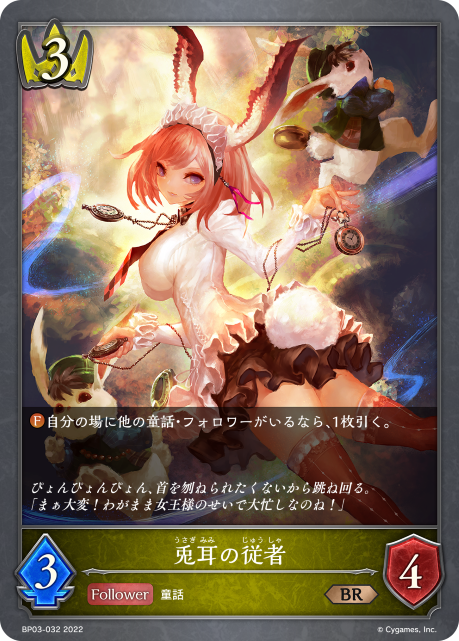 3
F 自分の場に他の童話・フォロワーがいるなら、1枚引く。
ぴょんぴょんぴょん、首を刎ねられたくないから跳ね回る。
「まぁ大変!わがまま女王様のせいで大忙しなのね!」
うさぎ みみ じゅう しゃ
兎耳の従者
3 Follower 童話 BR 4
BP03-032 2022 © Cygames, Inc.